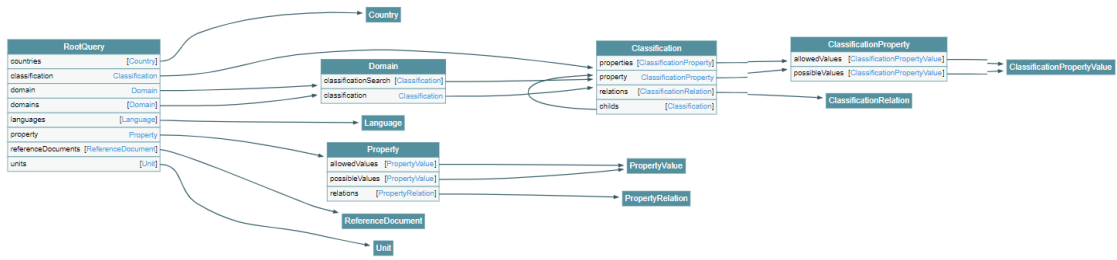 Country
RootQuery
countries [Country]
classification Classification
domain Domain
domains [Domain]
languages [Language]
property Property
referenceDocuments [ReferenceDocument]
units [Unit]
Domain
classificationSearch [Classification]
classification Classification
Language
Property
allowedValues [PropertyValue]
possibleValues [PropertyValue]
relations [PropertyRelation]
ReferenceDocument
Unit
Classification
properties [ClassificationProperty]
property ClassificationProperty
relations [ClassificationRelation]
childs [Classification]
PropertyValue
PropertyRelation
ClassificationProperty
allowedValues [ClassificationPropertyValue]
possibleValues [ClassificationPropertyValue]
ClassificationRelation
ClassificationPropertyValue